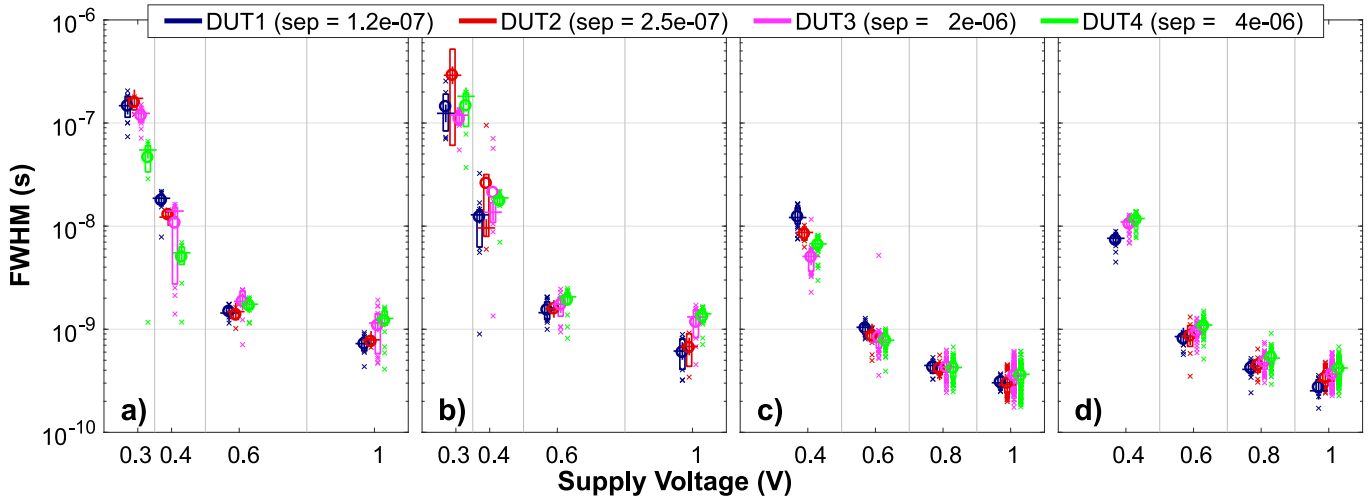 DUT1 (sep = 1.2e-07) DUT2 (sep = 2.5e-07) DUT3 (sep = 2e-06) DUT4 (sep = 4e-06)
10^-6
10^-7
10^-8
10^-9
10^-10
FWHM (s)
a) b) c) d)
0.3 0.4 0.6 1 0.3 0.4 0.6 1 0.4 0.6 0.8 1 0.4 0.6 0.8 1
Supply Voltage (V)